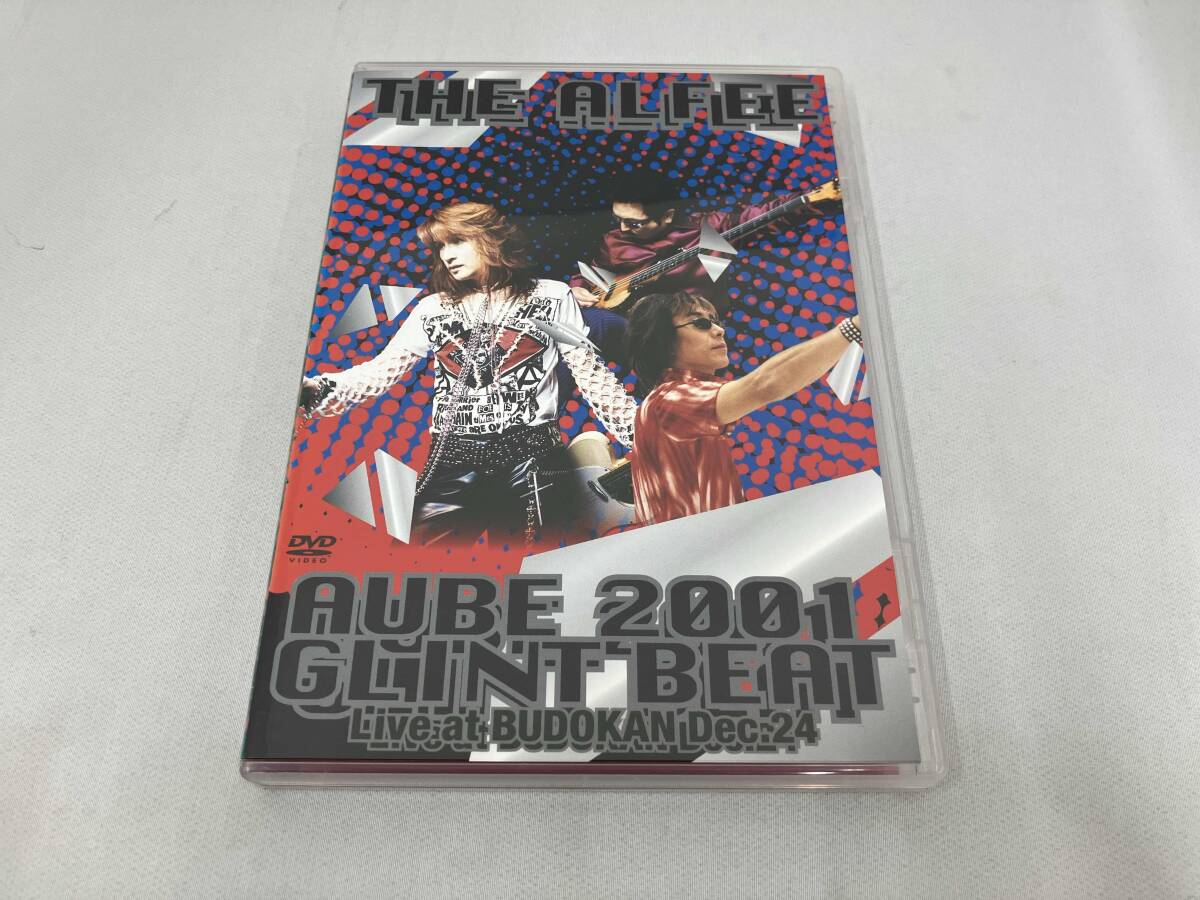 THE ALFEE
DVD
VIDEO
AUBE 2001
GLINT BEAT
Live at BUDOKAN Dec.24